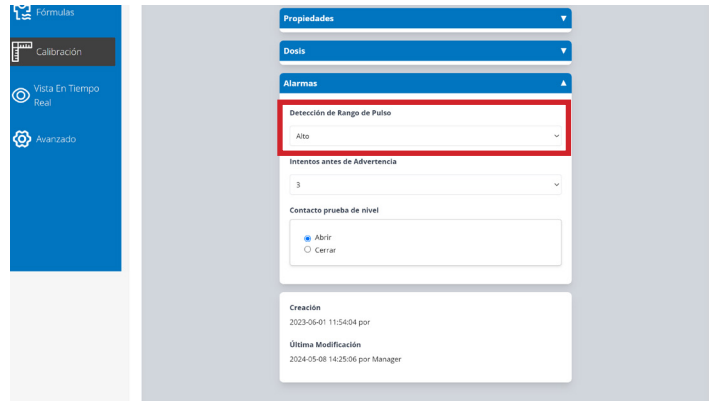 Fórmulas
Calibración
Vista En Tiempo
Real
Avanzado
Propiedades
Dosis
Alarmas
Detección de Rango de Pulso
Alto
Intentos antes de Advertencia
3
Contacto prueba de nivel
Abrir
Cerrar
Creación
2023-06-01 11:54:04 por
Última Modificación
2024-05-08 14:25:06 por Manager